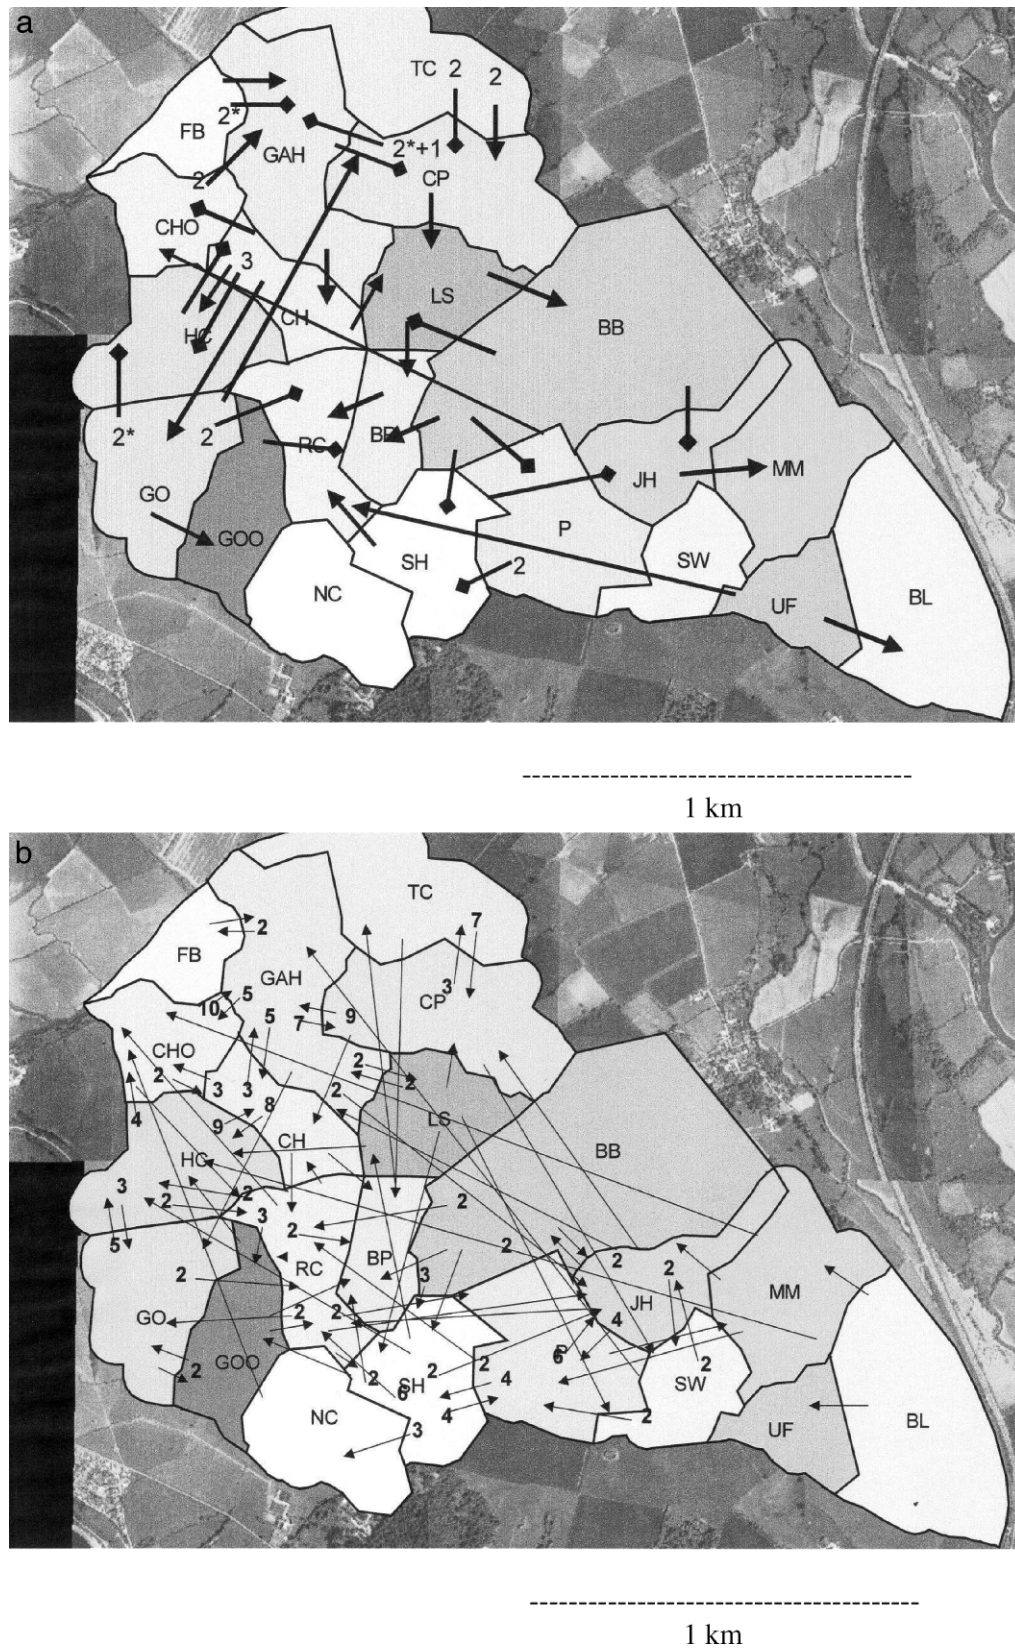 a
TC
2
2
FB
2*
GAH
2*+1
CP
2
CHO
3
LS
CH
HC
BB
2*
2
RC
BP
JH
MM
GO
GOO
P
SH
2
SW
NC
UF
BL
1 km
b
TC
7
FB
2
GAH
CP
3
5
10
5
7
9
CHO
2
3
3
2
2
2
4
9
8
LS
CH
HC
BB
3
2
2
3
2
2
5
BP
RC
2
2
3
2
2
JH
MM
GO
2
2
4
GOO
2
6
2
SH
2
6
2
4
P
SW
2
NC
3
4
2
UF
BL
1 km